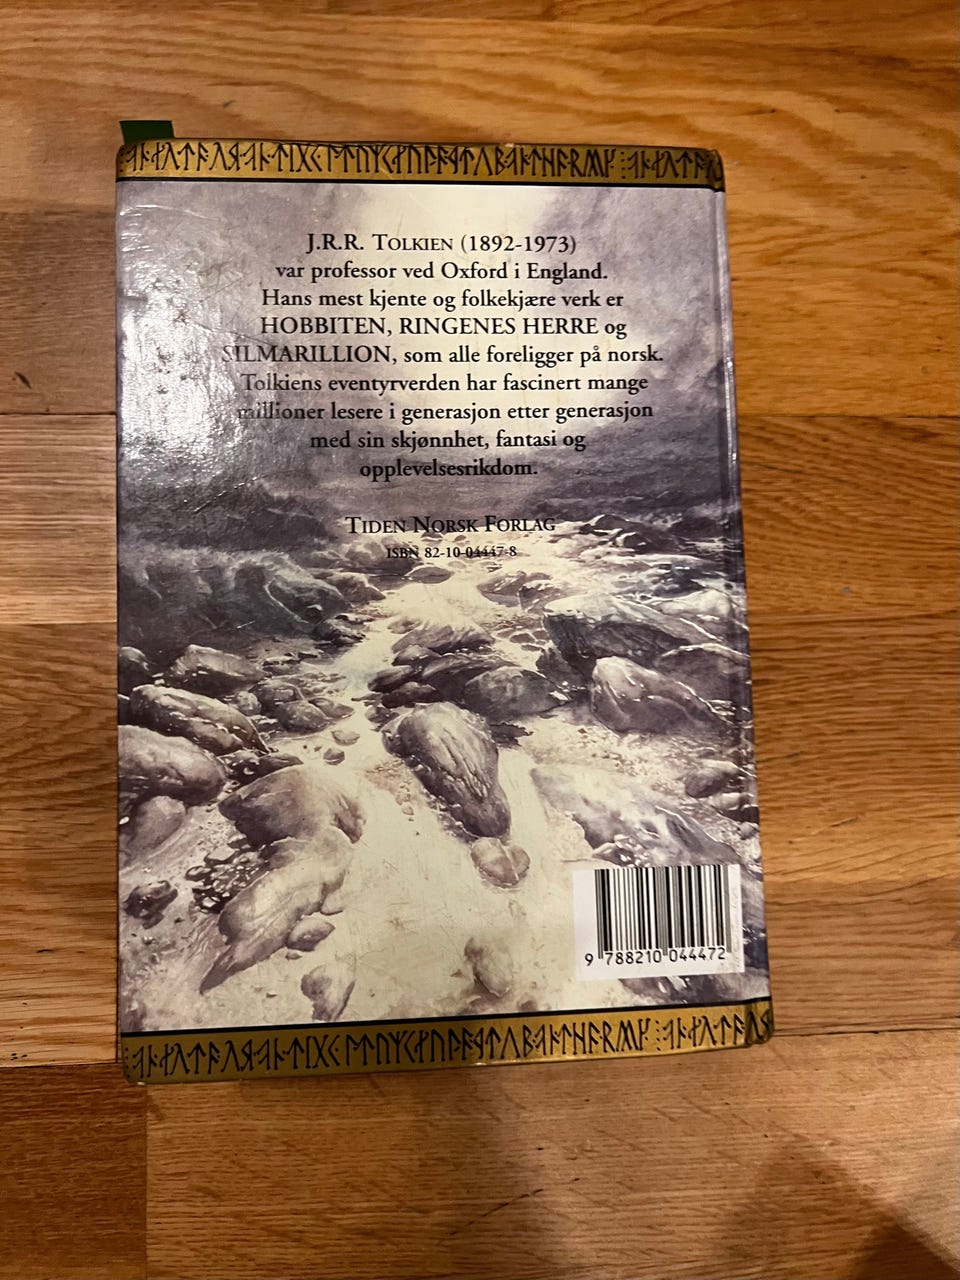 J.R.R. TOLKIEN (1892-1973)
var professor ved Oxford i England.
Hans mest kjente og folkekjære verk er
HOBBITEN, RINGENES HERRE og
SILMARILLION, som alle foreligger på norsk.
Tolkiens eventyrverden har fascinert mange
millioner lesere i generasjon etter generasjon
med sin skjønnhet, fantasi og
opplevelsesrikdom.
TIDEN NORSK FORLAG
ISBN 82-10-04447-8
9 788210 044472